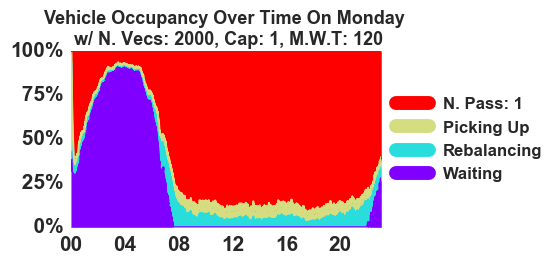 Vehicle Occupancy Over Time On Monday
w/ N. Vecs: 2000, Cap: 1, M.W.T: 120
100%
75%
50%
25%
0%
00 04 08 12 16 20
N. Pass: 1
Picking Up
Rebalancing
Waiting